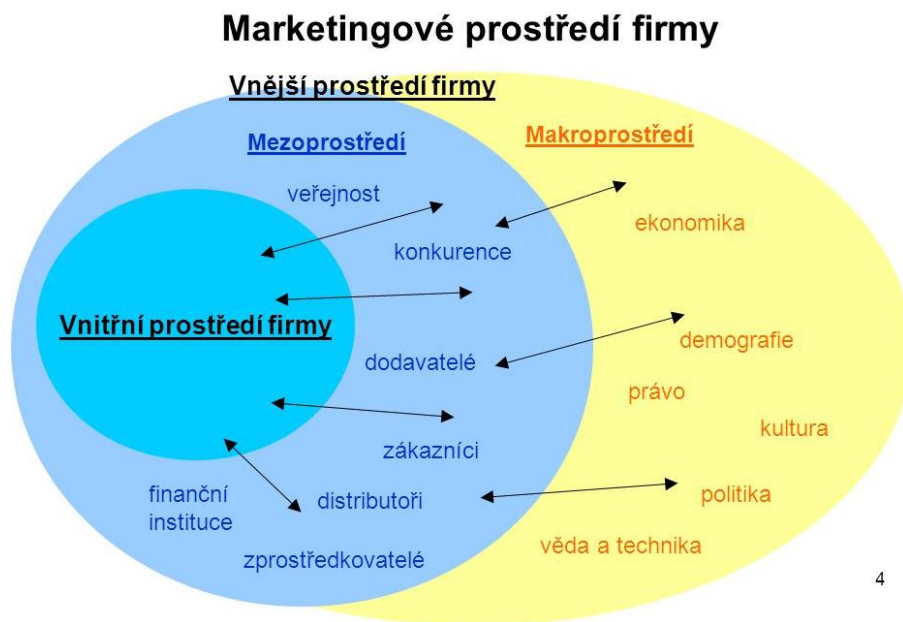 Marketingové prostředí firmy
Vnější prostředí firmy
Mezoprostředí
Makroprostředí
veřejnost
ekonomika
konkurence
Vnitřní prostředí firmy
dodavatelé
demografie
právo
kultura
zákazníci
finanční
instituce
distributoři
politika
věda a technika
zprostředkovatelé
4